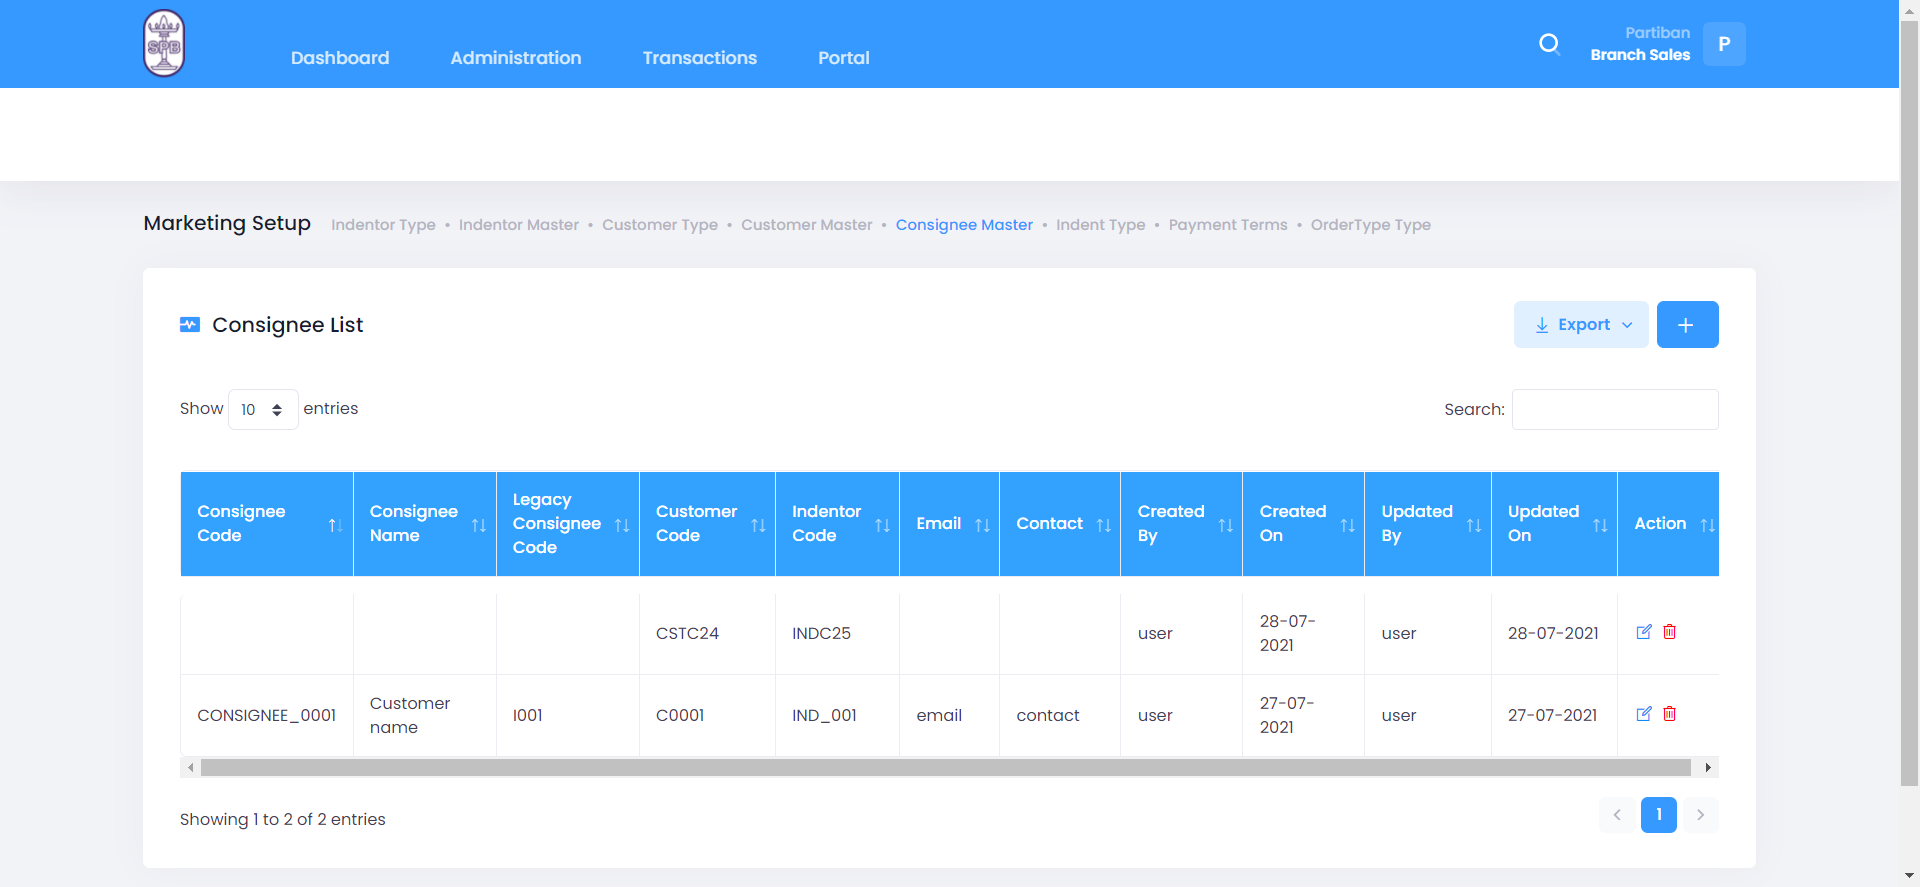 SPB
Dashboard
Administration
Transactions
Portal
Partiban
Branch Sales
P
Marketing Setup
Indentor Type • Indentor Master • Customer Type • Customer Master • Consignee Master • Indent Type • Payment Terms • OrderType Type
Consignee List
Export
+
Show 10 entries
Search:
Consignee
Code
Consignee
Name
Legacy
Consignee
Code
Customer
Code
Indentor
Code
Email
Contact
Created
By
Created
On
Updated
By
Updated
On
Action
CSTC24
INDC25
user
28-07-
2021
user
28-07-2021
CONSIGNEE_0001
Customer
name
I001
C0001
IND_001
email
contact
user
27-07-
2021
user
27-07-2021
Showing 1 to 2 of 2 entries
1